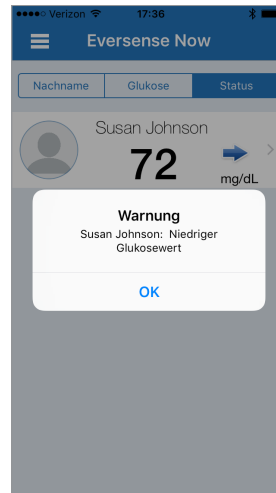 Verizon 17:36
Eversense Now
Nachname Glukose Status
Susan Johnson
72
mg/dL
Warnung
Susan Johnson: Niedriger
Glukosewert
OK